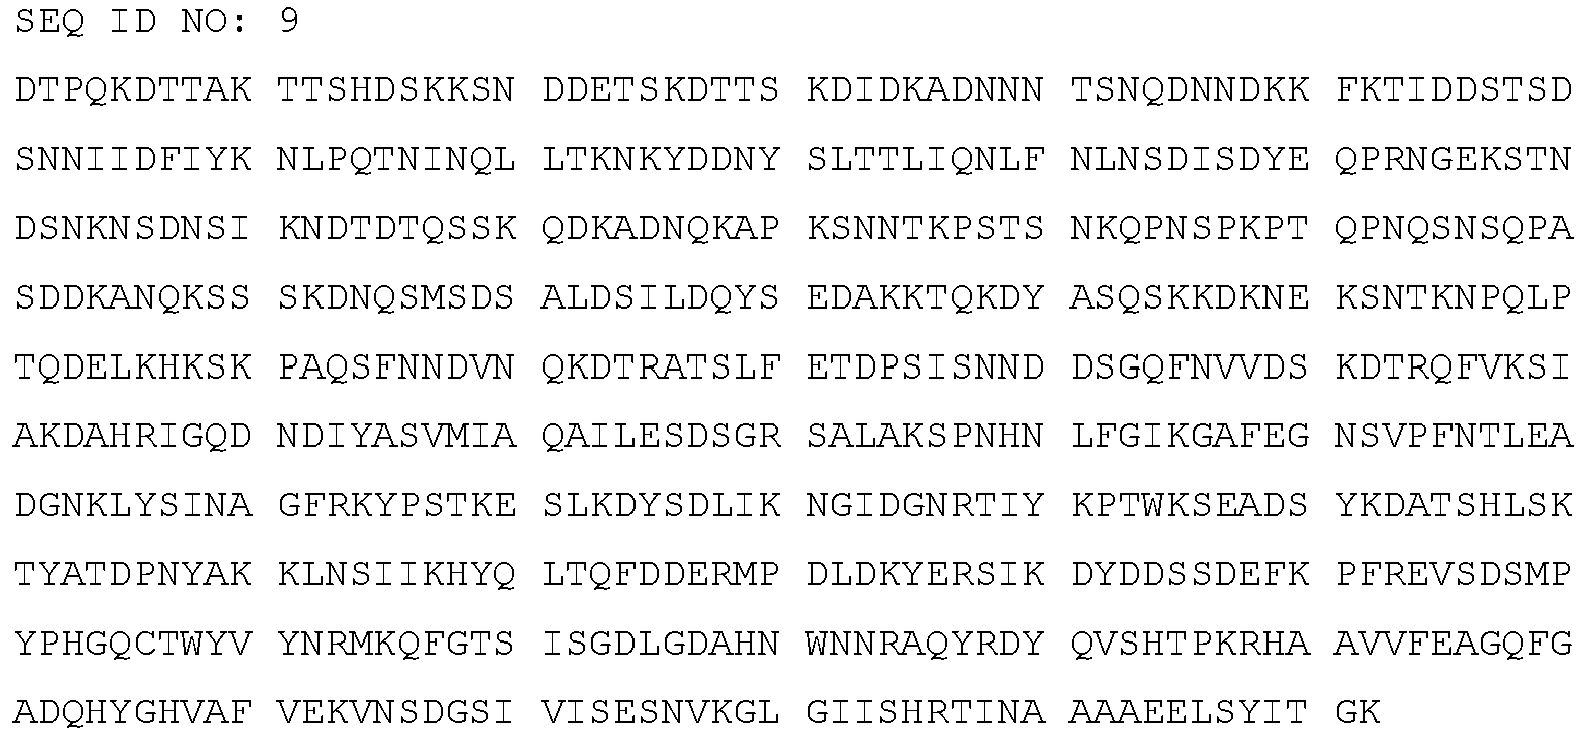 SEQ ID NO: 9
DTPQKDTTAK TTSHDSKKSN DDETSKDTTS KDIDKADNNN TSNQDNNDKK FKTIDDSTSD
SNNIIDFIYK NLPQTNINQL LTKNKYDDNY SLTTLIQNLF NLNSDISDYE QPRNGEKSTN
DSNKNSDNSI KNDTDTQSSK QDKADNQKAP KSNNTKPSTS NKQPNSPKPT QPNQSNSQPA
SDDKANQKSS SKDNQSMSDS ALDSILDQYS EDAKKTQKDY ASQSKKDKNE KSNTKNPQLP
TQDELKHKSK PAQSFNNDVN QKDTRATSLF ETDPSISNND DSGQFNVVDS KDTRQFVKSI
AKDAHRIGQD NDIYASVMIA QAILESDSGR SALAKSPNHN LFGIKGAFEG NSVPFNTLEA
DGNKLYSINA GFRKYPSTKE SLKDYSDLIK NGIDGNRTIY KPTWKSEADS YKDATSHLSK
TYATDPNYAK KLNSIIKHYQ LTQFDDERMP DLDKYERSIK DYDDSSDEFK PFREVSDSMP
YPHGQCTWYV YNRMKQFGTS ISGDLGDAHN WNNRAQYRDY QVSHTPKRHA AVVFEAGQFG
ADQHYGHVAF VEKVNSDGSI VISESNVKGL GIISHRTINA AAAEELSYIT GK